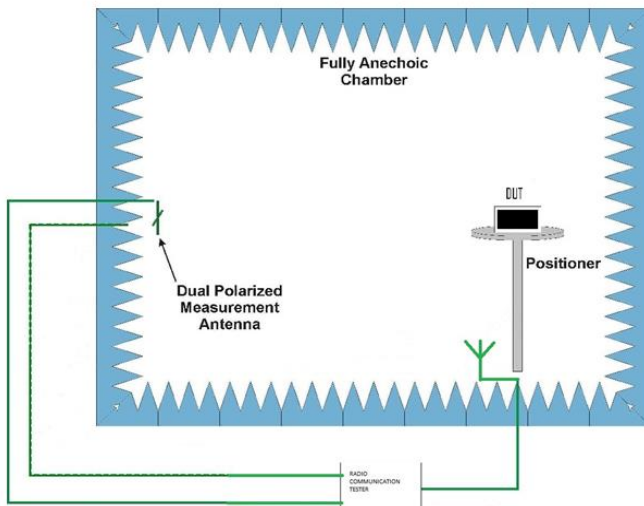 Fully Anechoic
Chamber
DUT
Positioner
Dual Polarized
Measurement
Antenna
RADIO
COMMUNICATION
TESTER